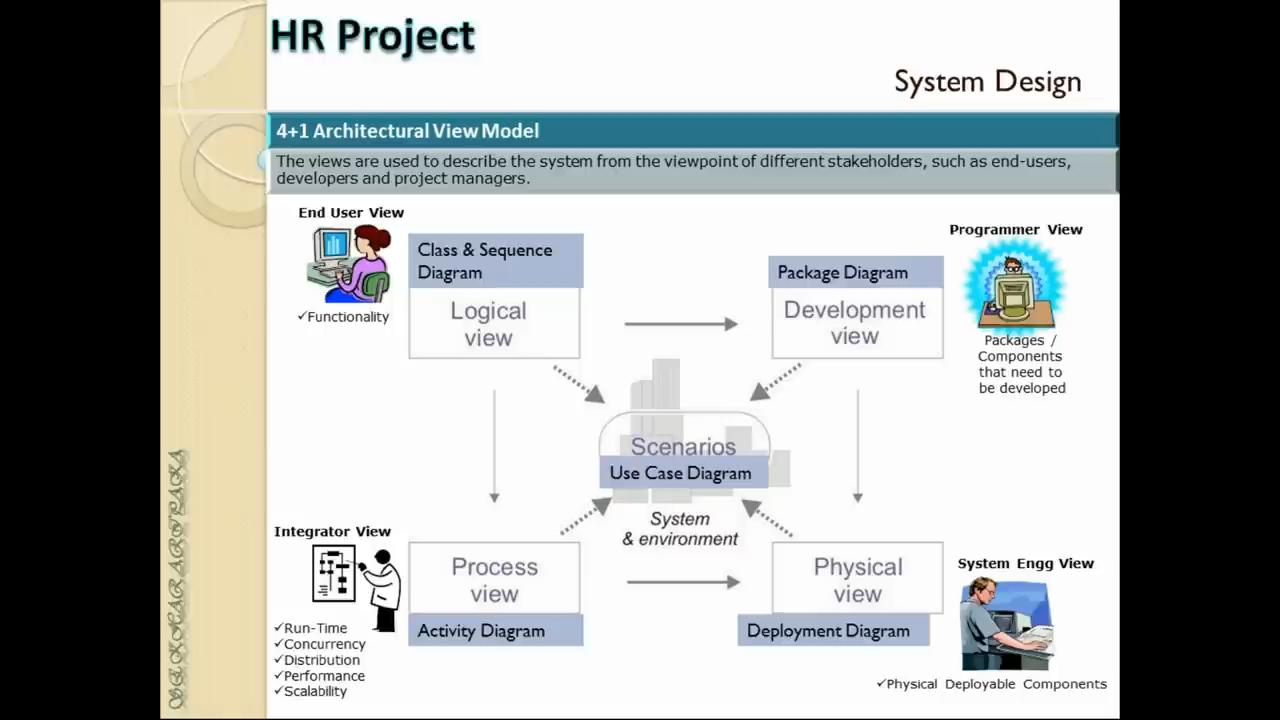 HR Project
System Design
4+1 Architectural View Model
The views are used to describe the system from the viewpoint of different stakeholders, such as end-users,
developers and project managers.
End User View
✓Functionality
Class & Sequence
Diagram
Logical
view
Package Diagram
Development
view
Programmer View
Packages /
Components
that need to
be developed
Scenarios
Use Case Diagram
System
& environment
Integrator View
✓Run-Time
✓Concurrency
✓Distribution
✓Performance
✓Scalability
Process
view
Activity Diagram
Physical
view
Deployment Diagram
System Engg View
✓Physical Deployable Components